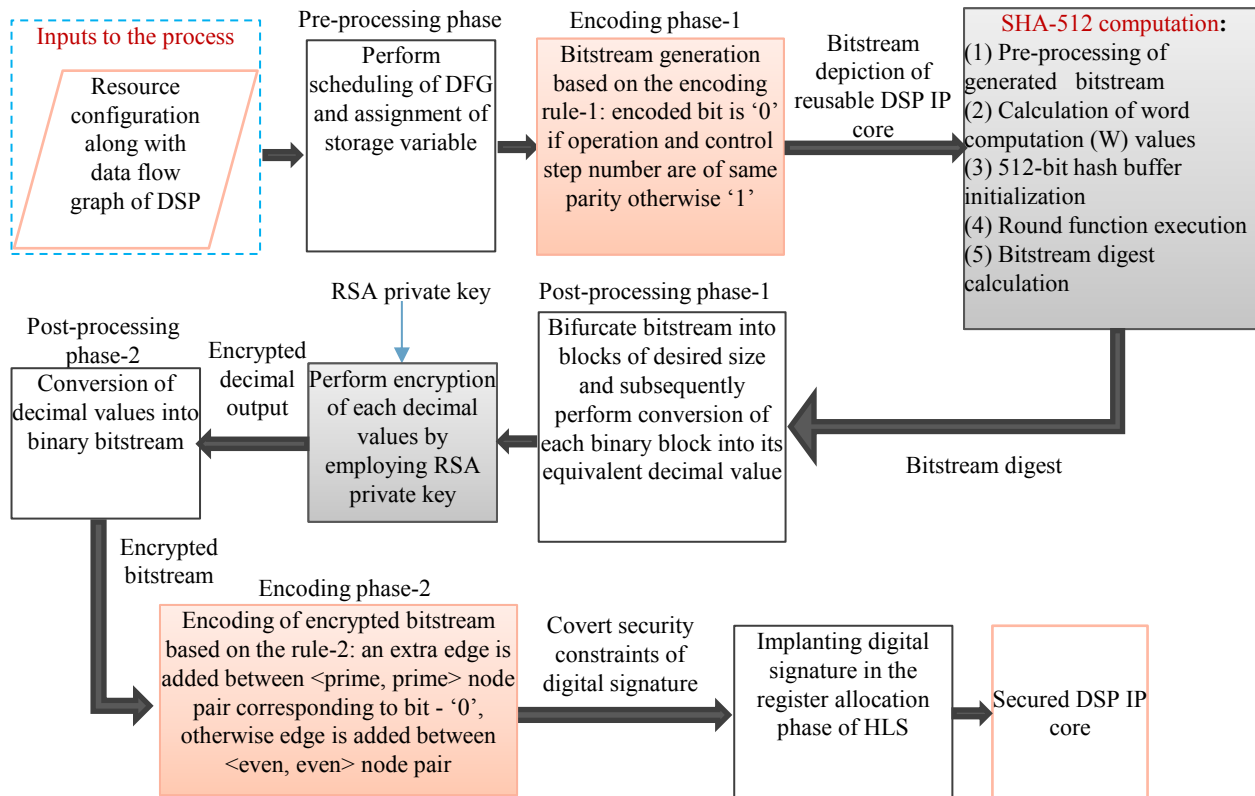 Inputs to the process
Resource
configuration
along with
data flow
graph of DSP
Pre-processing phase
Perform
scheduling of DFG
and assignment of
storage variable
Encoding phase-1
Bitstream generation
based on the encoding
rule-1: encoded bit is ‘0’
if operation and control
step number are of same
parity otherwise ‘1’
Bitstream
depiction of
reusable DSP IP
core
SHA-512 computation:
(1) Pre-processing of
generated bitstream
(2) Calculation of word
computation (W) values
(3) 512-bit hash buffer
initialization
(4) Round function execution
(5) Bitstream digest
calculation
Bitstream digest
Post-processing phase-1
Bifurcate bitstream into
blocks of desired size
and subsequently
perform conversion of
each binary block into its
equivalent decimal value
RSA private key
Perform encryption
of each decimal
values by
employing RSA
private key
Encrypted
decimal
output
Post-processing
phase-2
Conversion of
decimal values into
binary bitstream
Encrypted
bitstream
Encoding phase-2
Encoding of encrypted bitstream
based on the rule-2: an extra edge is
added between <prime, prime> node
pair corresponding to bit - ‘0’,
otherwise edge is added between
<even, even> node pair
Covert security
constraints of
digital signature
Implanting digital
signature in the
register allocation
phase of HLS
Secured DSP IP
core